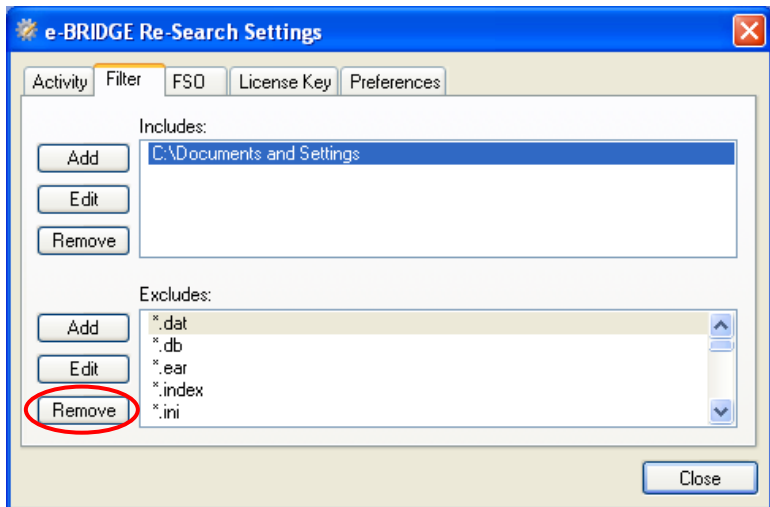 e-BRIDGE Re-Search Settings
Activity Filter FSO License Key Preferences
Includes:
Add
C:\Documents and Settings
Edit
Remove
Excludes:
Add
*.dat
*.db
Edit
*.ear
*.index
Remove
*.ini
Close